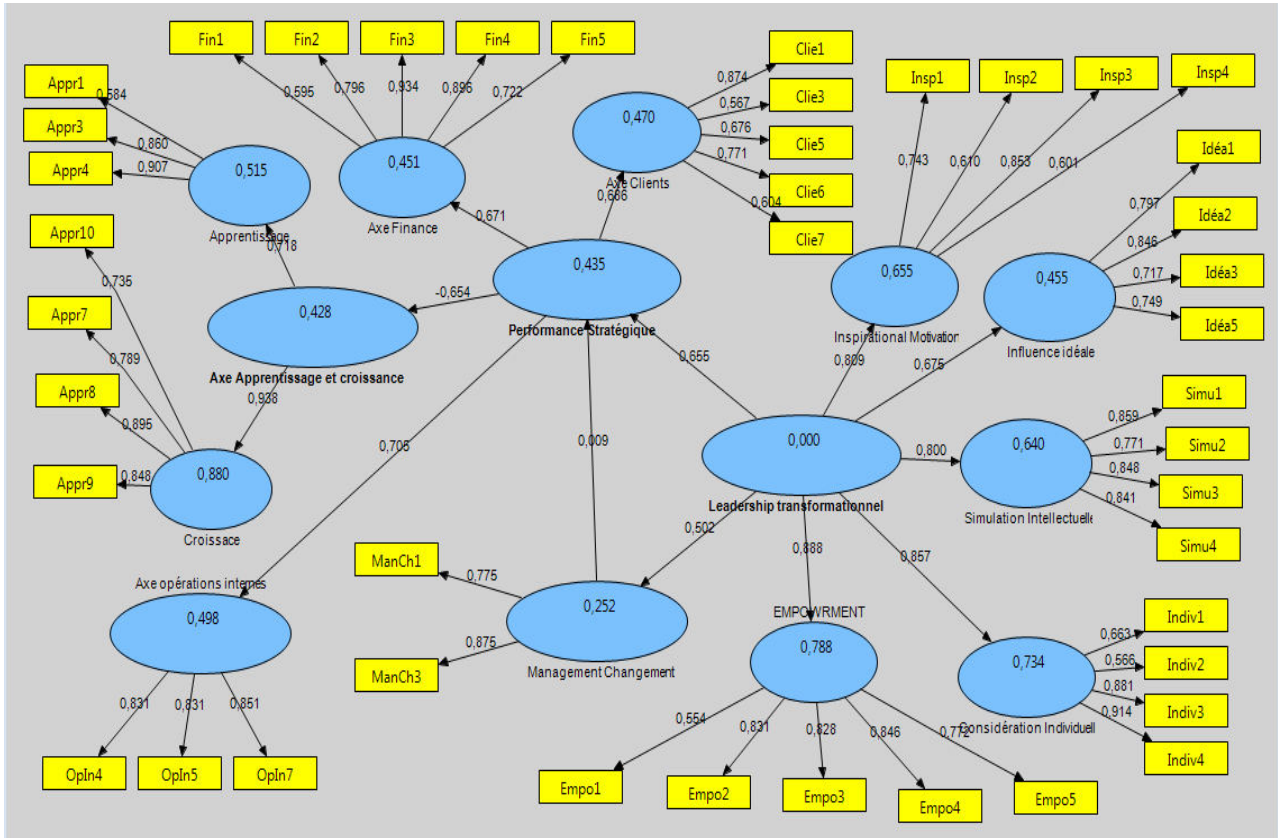 Fin1
Fin2
Fin3
Fin4
Fin5
0,595
0,796
0,934
0,896
0,722
0,451
Axe Finance
Appr1
Appr3
Appr4
0,584
0,860
0,907
0,515
Apprentissage
Clie1
Clie3
Clie5
Clie6
Clie7
0,874
0,567
0,676
0,771
0,604
0,470
Axe Clients
Insp1
Insp2
Insp3
Insp4
0,743
0,610
0,853
0,601
0,655
Inspirational Motivation
Idéa1
Idéa2
Idéa3
Idéa5
0,797
0,846
0,717
0,749
0,455
Influence idéale
0,671
0,686
0,435
Performance Stratégique
-0,654
0,718
0,428
Axe Apprentissage et croissance
0,938
Appr10
Appr7
Appr8
Appr9
0,735
0,789
0,895
0,848
0,880
Croissace
0,705
0,009
0,655
0,809
0,675
0,000
Leadership transformationnel
0,800
0,502
0,888
0,857
Simu1
Simu2
Simu3
Simu4
0,859
0,771
0,848
0,841
0,640
Simulation Intellectuelle
Axe opérations internes
0,498
0,831
0,831
0,851
OpIn4
OpIn5
OpIn7
ManCh1
ManCh3
0,775
0,875
0,252
Management Changement
EMPOWRMENT
0,788
0,554
0,831
0,828
0,846
0,772
Empo1
Empo2
Empo3
Empo4
Empo5
Indiv1
Indiv2
Indiv3
Indiv4
0,663
0,566
0,881
0,914
0,734
Considération Individuell